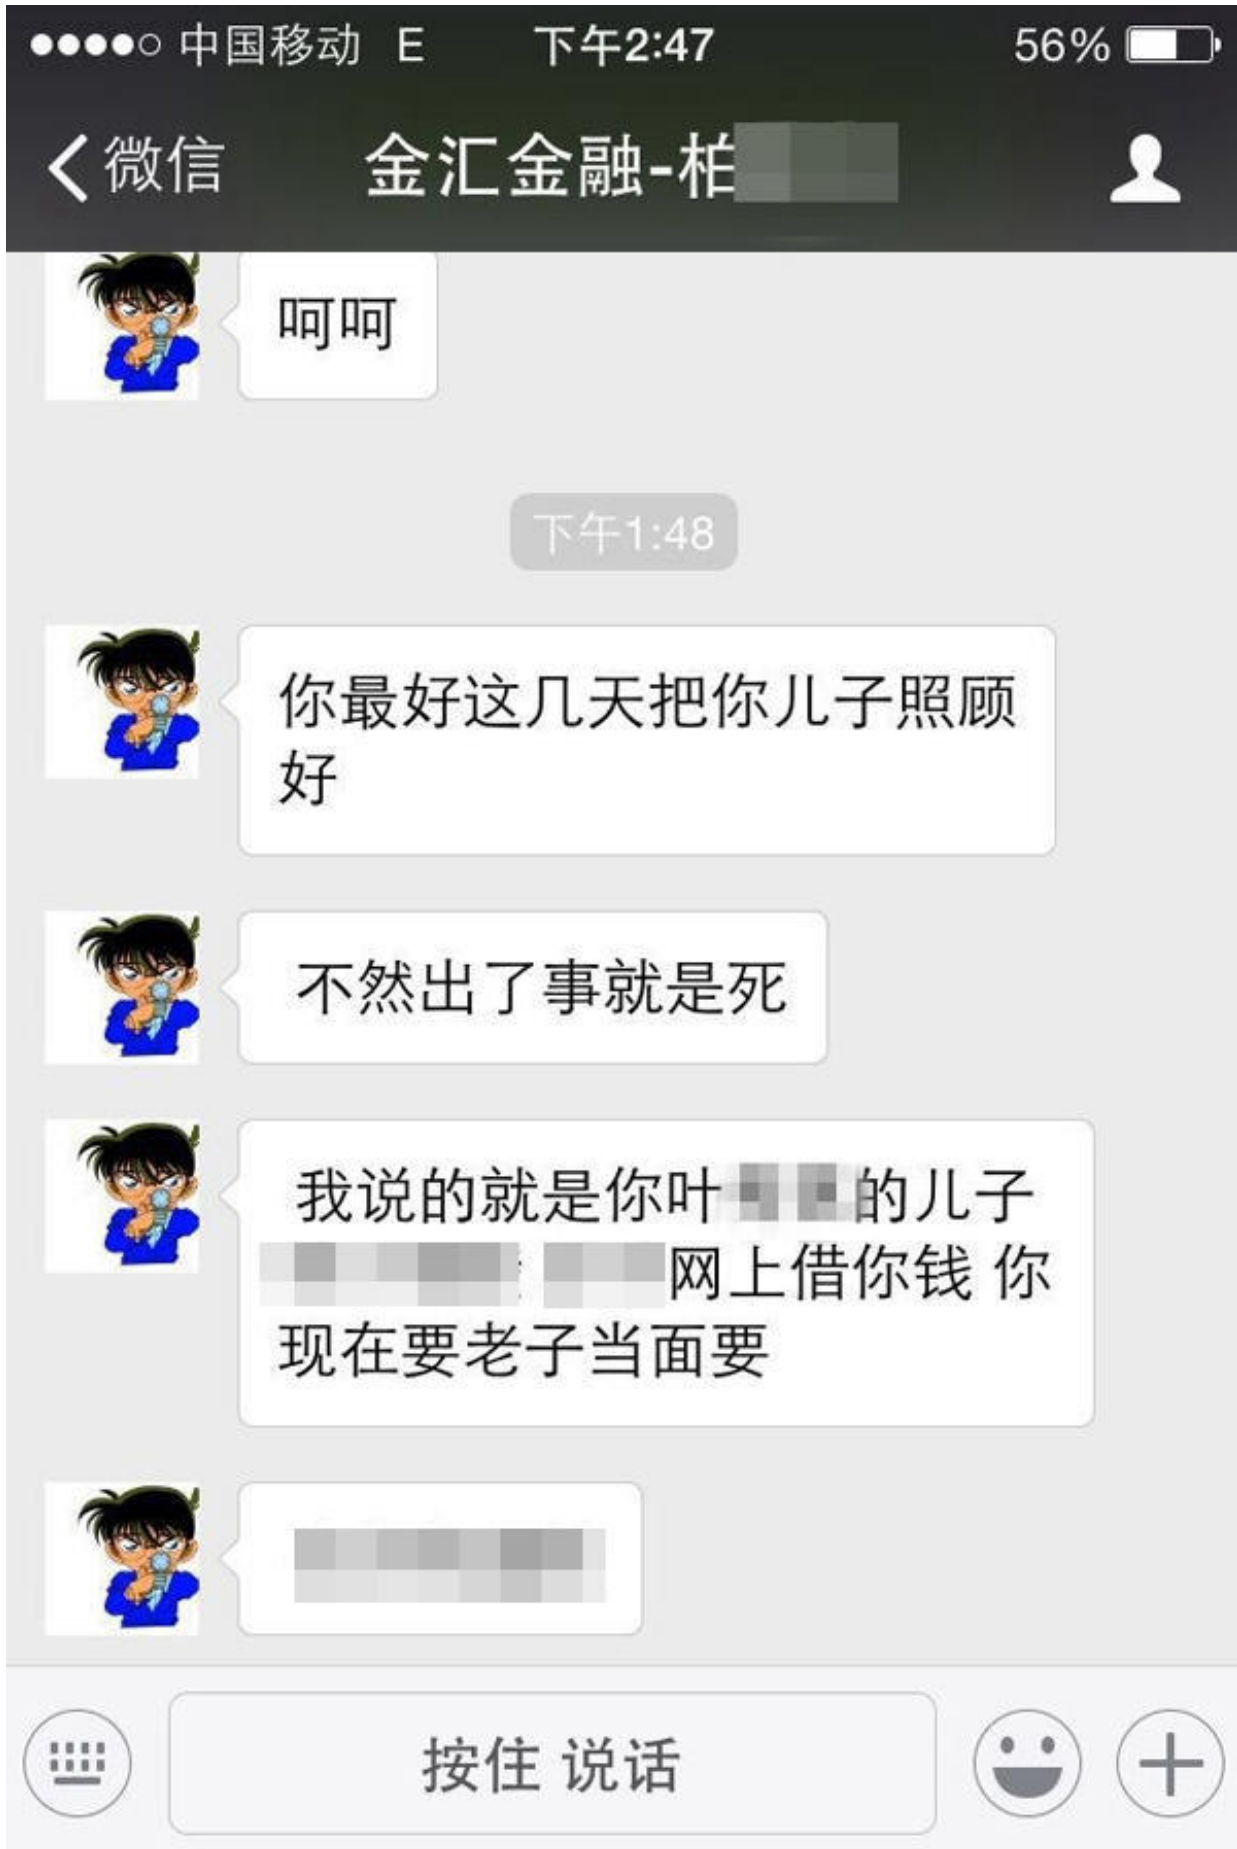 中国移动 E 下午2:47 56%
微信 金汇金融-柏
呵呵
下午1:48
你最好这几天把你儿子照顾
好
不然出了事就是死
我说的就是你叶 的儿子
网上借你钱 你
现在要老子当面要
按住 说话